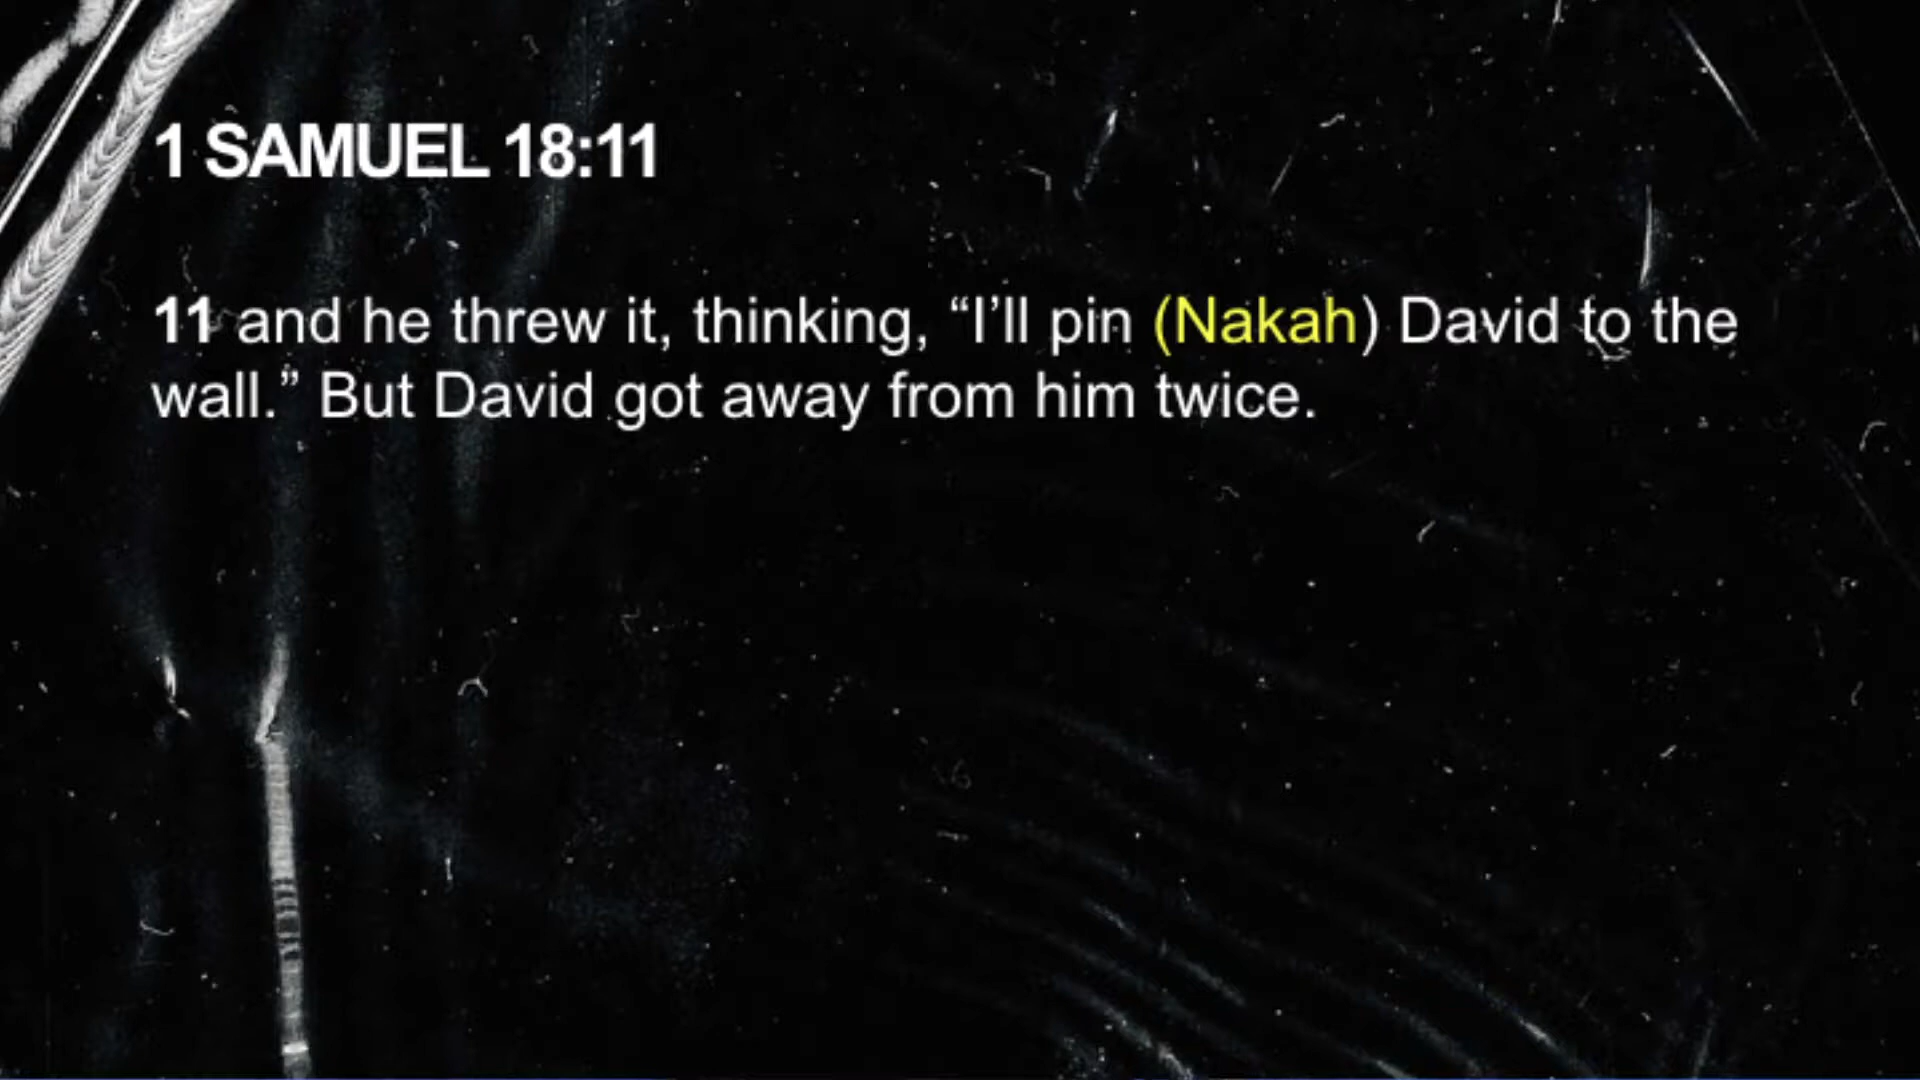 1 SAMUEL 18:11
11 and he threw it, thinking, “I’ll pin (Nakah) David to the
wall.” But David got away from him twice.